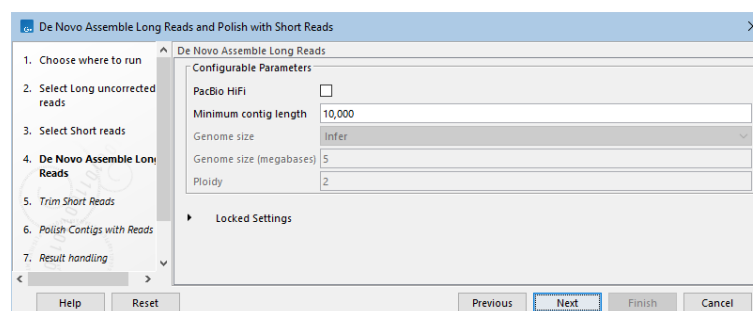 De Novo Assemble Long Reads and Polish with Short Reads
1. Choose where to run
2. Select Long uncorrected
reads
3. Select Short reads
4. De Novo Assemble Long
Reads
5. Trim Short Reads
6. Polish Contigs with Reads
7. Result handling
De Novo Assemble Long Reads
Configurable Parameters
PacBio HiFi
Minimum contig length 10,000
Genome size Infer
Genome size (megabases) 5
Ploidy 2
Locked Settings
Help Reset Previous Next Finish Cancel